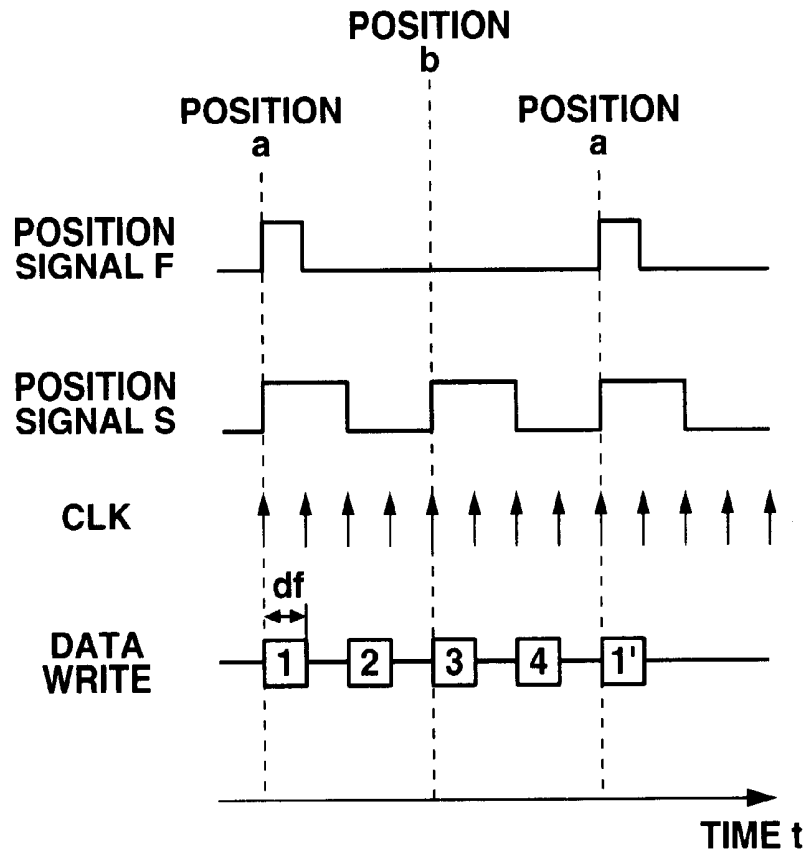 POSITION
b
POSITION
a
POSITION
a
POSITION
SIGNAL F
POSITION
SIGNAL S
CLK
df
DATA
WRITE
1
2
3
4
1'
TIME t